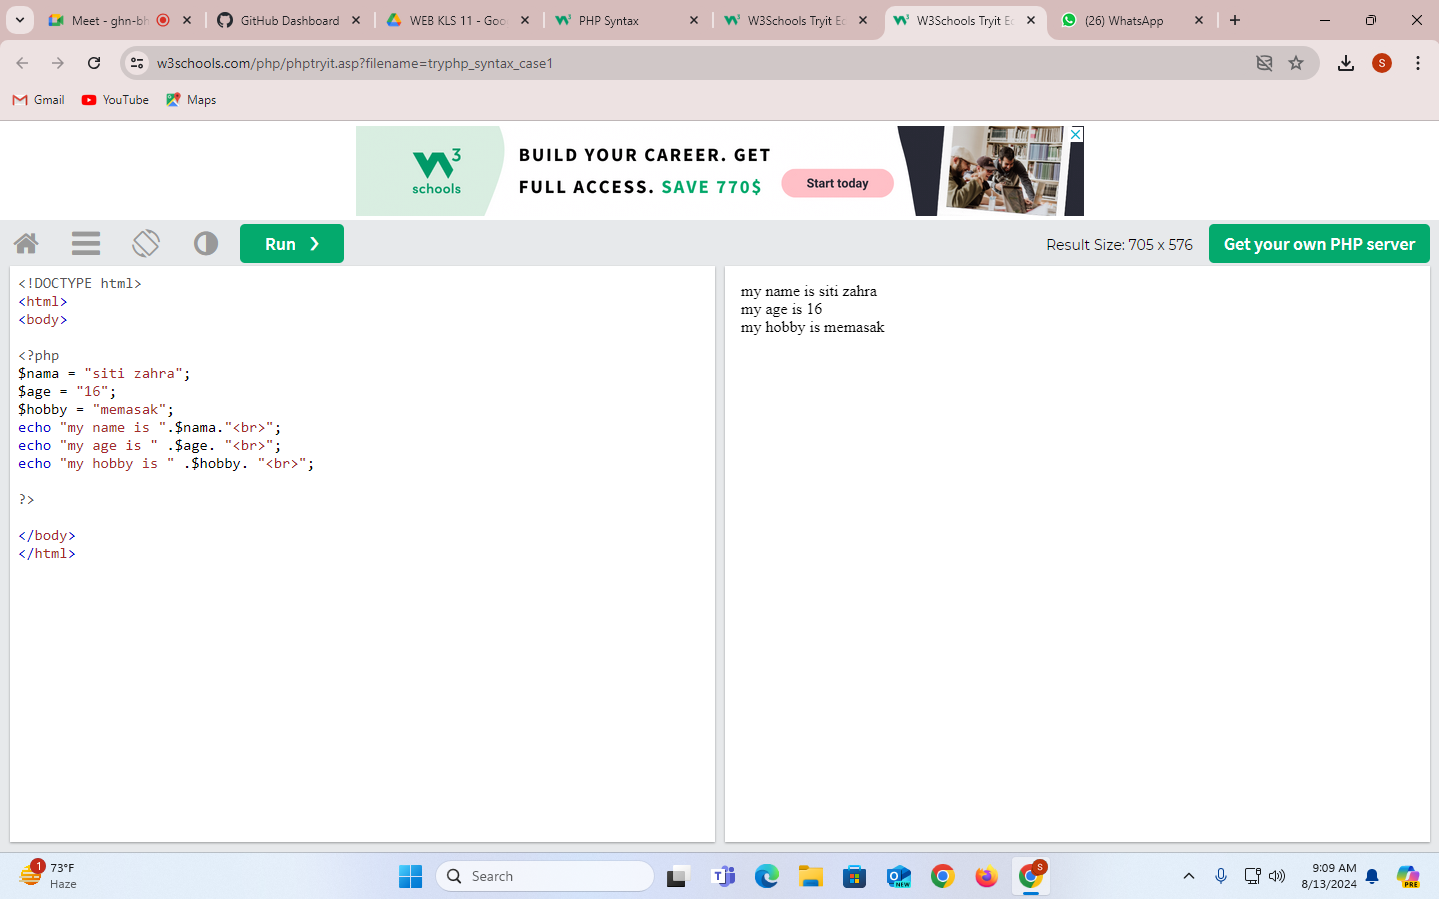 Meet - ghn-bh
GitHub Dashboard
WEB KLS 11 - Goo
PHP Syntax
W3Schools Tryit Ed
W3Schools Tryit Ed
(26) WhatsApp
w3schools.com/php/phptryit.asp?filename=tryphp_syntax_case1
S
Gmail
YouTube
Maps
W3 schools
BUILD YOUR CAREER. GET
FULL ACCESS. SAVE 770$
Start today
Run ❯
Result Size: 705 x 576
Get your own PHP server
<!DOCTYPE html>
<html>
<body>
<?php
$nama = "siti zahra";
$age = "16";
$hobby = "memasak";
echo "my name is ".$nama."<br>";
echo "my age is " .$age. "<br>";
echo "my hobby is " .$hobby. "<br>";
?>
</body>
</html>
my name is siti zahra
my age is 16
my hobby is memasak
1
73°F
Haze
Search
NEW
S
9:09 AM
8/13/2024
PRE